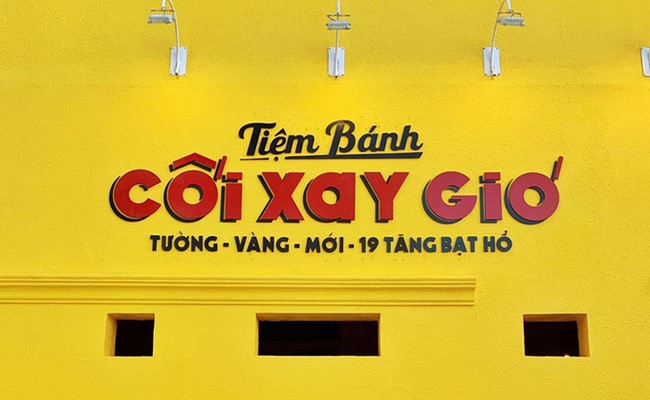 Tiệm Bánh
CỐI XAY GIÓ
TƯỜNG - VÀNG - MỚI - 19 TĂNG BẠT HỔ